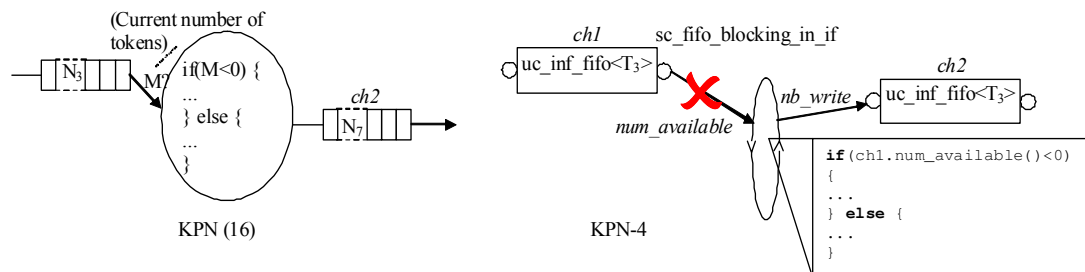 (Current number of
tokens)
N3
M?
if(M<0) {
...
} else {
...
}
ch2
N7
KPN (16)
ch1
sc_fifo_blocking_in_if
uc_inf_fifo<T3>
ch2
uc_inf_fifo<T3>
nb_write
num_available
if(ch1.num_available()<0)
{
...
} else {
...
}
KPN-4